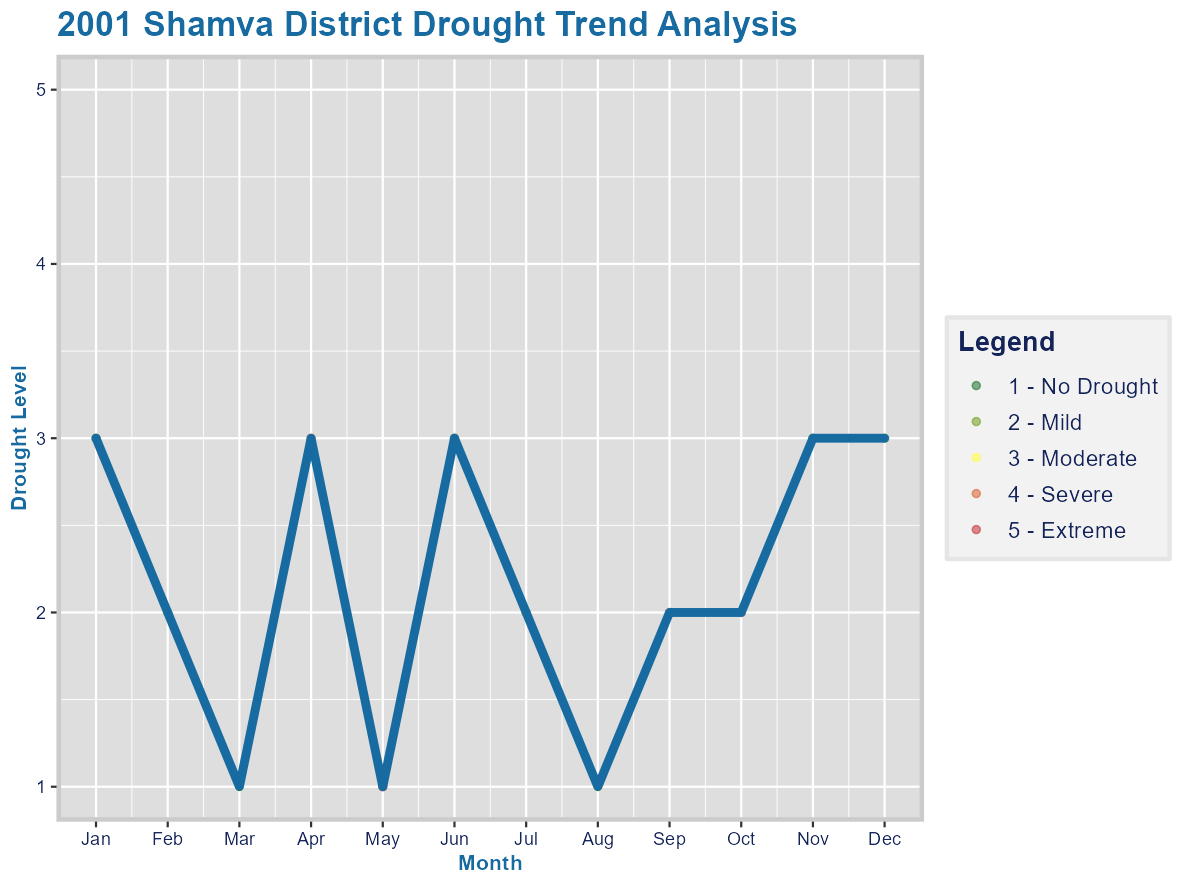 2001 Shamva District Drought Trend Analysis
5
4
3
2
1
Drought Level
Jan Feb Mar Apr May Jun Jul Aug Sep Oct Nov Dec
Month
Legend
1 - No Drought
2 - Mild
3 - Moderate
4 - Severe
5 - Extreme